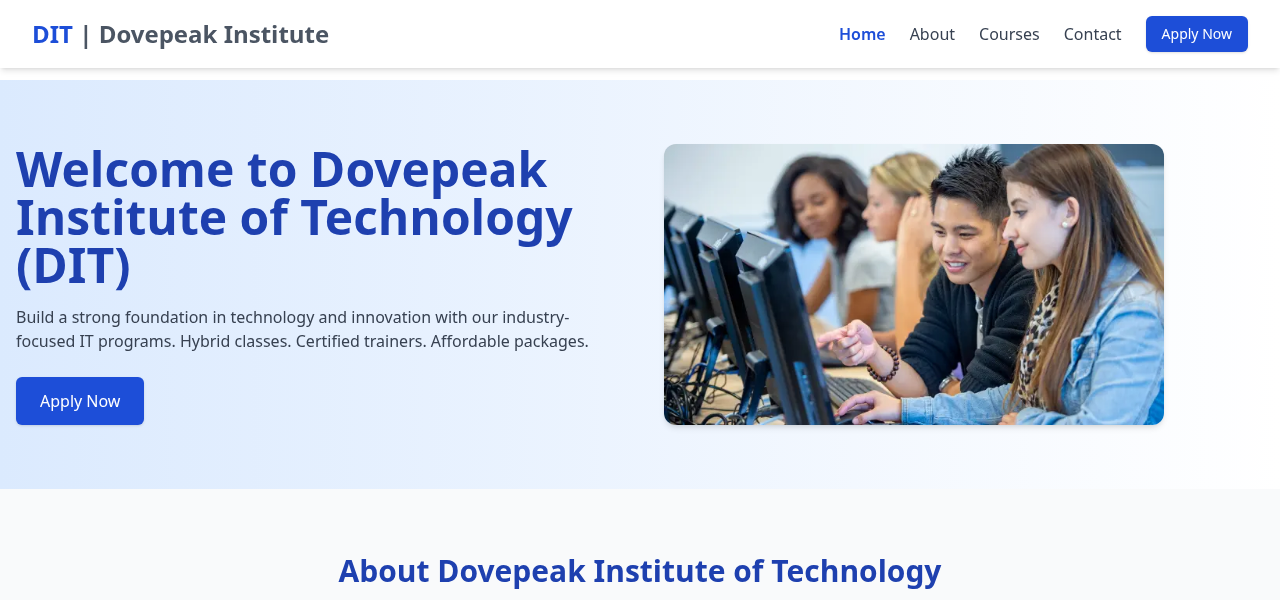 DIT | Dovepeak Institute
Home
About
Courses
Contact
Apply Now
Welcome to Dovepeak
Institute of Technology
(DIT)
Build a strong foundation in technology and innovation with our industry-
focused IT programs. Hybrid classes. Certified trainers. Affordable packages.
Apply Now
About Dovepeak Institute of Technology